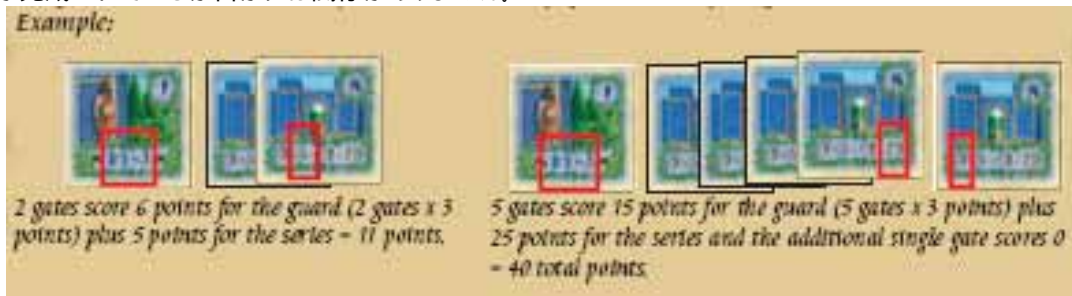 Example:
2 gates score 6 points for the guard (2 gates x 3
points) plus 5 points for the series = 11 points.
5 gates score 15 points for the guard (5 gates x 3 points) plus
25 points for the series and the additional single gate scores 0
= 40 total points.